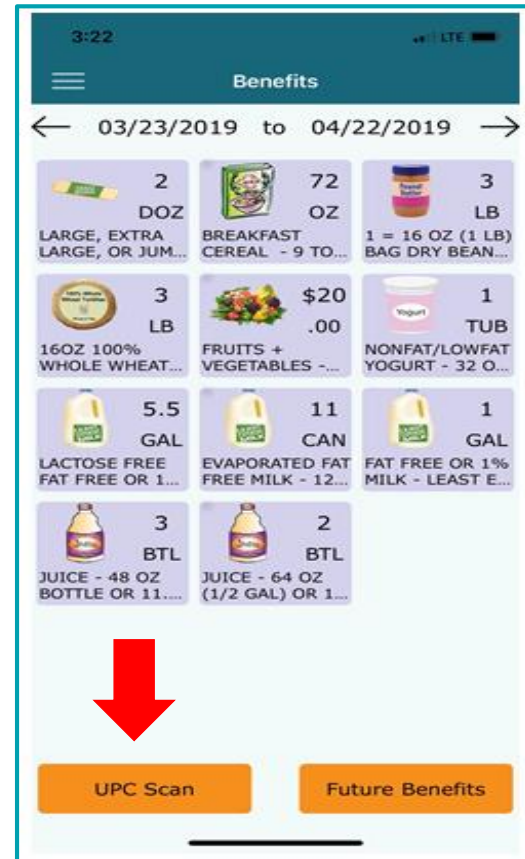 3:22 LTE
Benefits
03/23/2019 to 04/22/2019
2
DOZ
LARGE, EXTRA
LARGE, OR JUM...
72
OZ
BREAKFAST
CEREAL - 9 TO...
Peanut
Butter
3
LB
1 = 16 OZ (1 LB)
BAG DRY BEAN...
3
LB
16OZ 100%
WHOLE WHEAT...
$20
.00
FRUITS +
VEGETABLES -...
Yogurt
1
TUB
NONFAT/LOWFAT
YOGURT - 32 O...
5.5
GAL
LACTOSE FREE
FAT FREE OR 1...
11
CAN
EVAPORATED FAT
FREE MILK - 12...
1
GAL
FAT FREE OR 1%
MILK - LEAST E...
3
BTL
JUICE - 48 OZ
BOTTLE OR 11....
2
BTL
JUICE - 64 OZ
(1/2 GAL) OR 1...
UPC Scan
Future Benefits